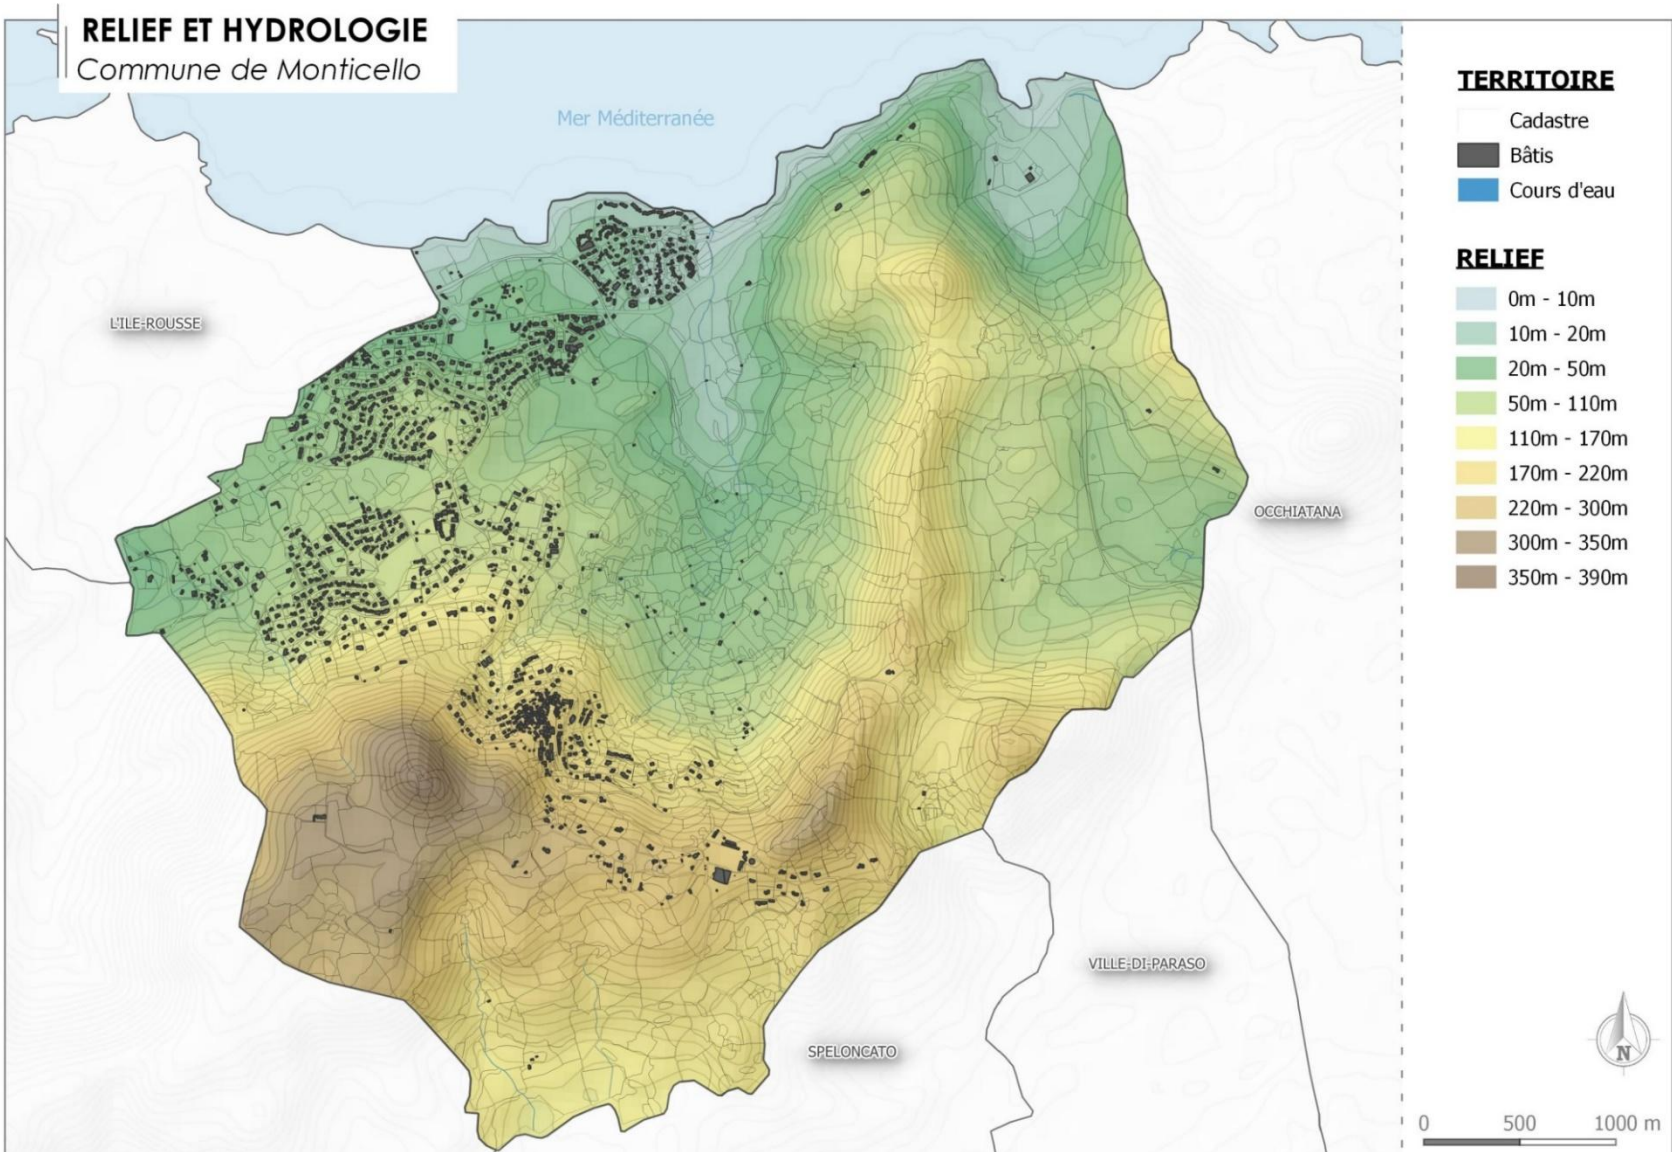 RELIEF ET HYDROLOGIE
Commune de Monticello
Mer Méditerranée
L'ILE-ROUSSE
OCCHIATANA
VILLE-DI-PARASO
SPELONCATO
TERRITOIRE
Cadastre
Bâtis
Cours d'eau
RELIEF
0m - 10m
10m - 20m
20m - 50m
50m - 110m
110m - 170m
170m - 220m
220m - 300m
300m - 350m
350m - 390m
N
0 500 1000 m